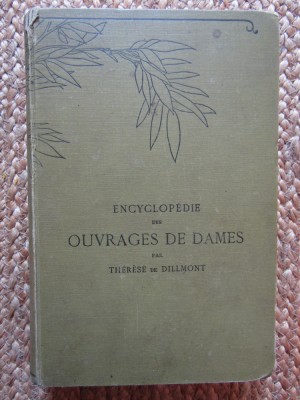 ENCYCLOPÉDIE
DES
OUVRAGES DE DAMES
PAR
THÉRÈSE DE DILLMONT